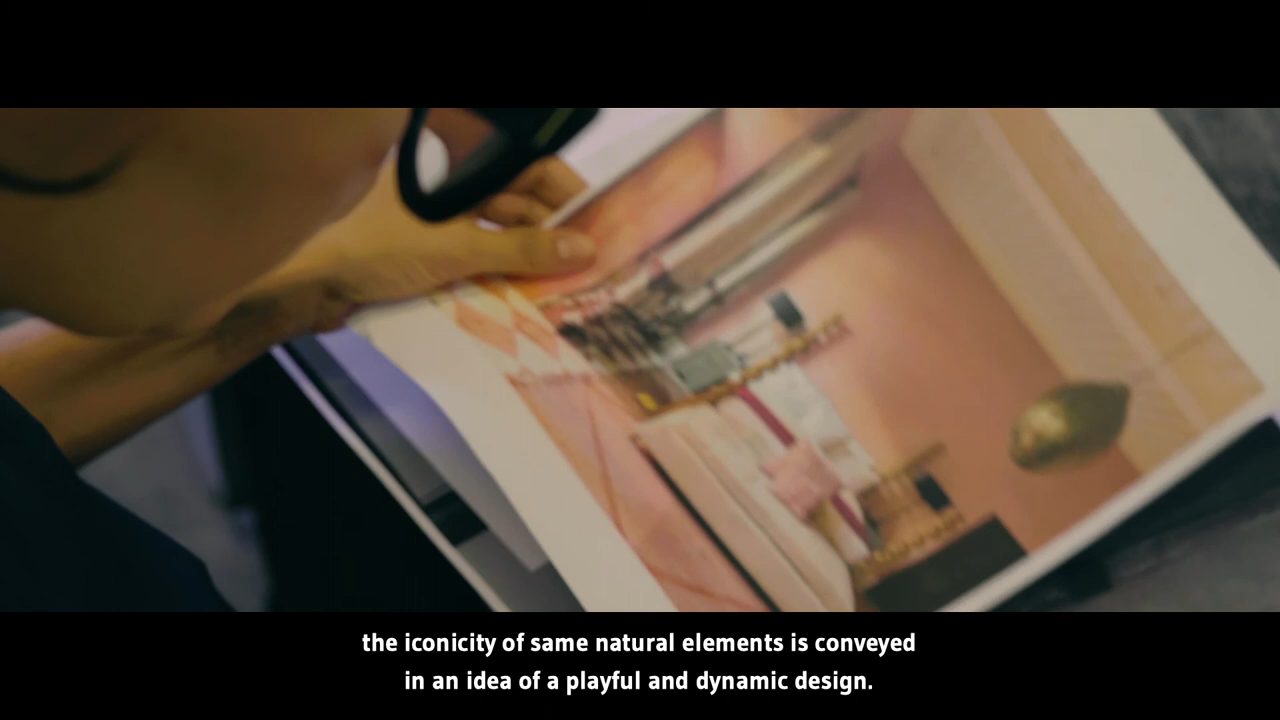 the iconicity of same natural elements is conveyed
in an idea of a playful and dynamic design.